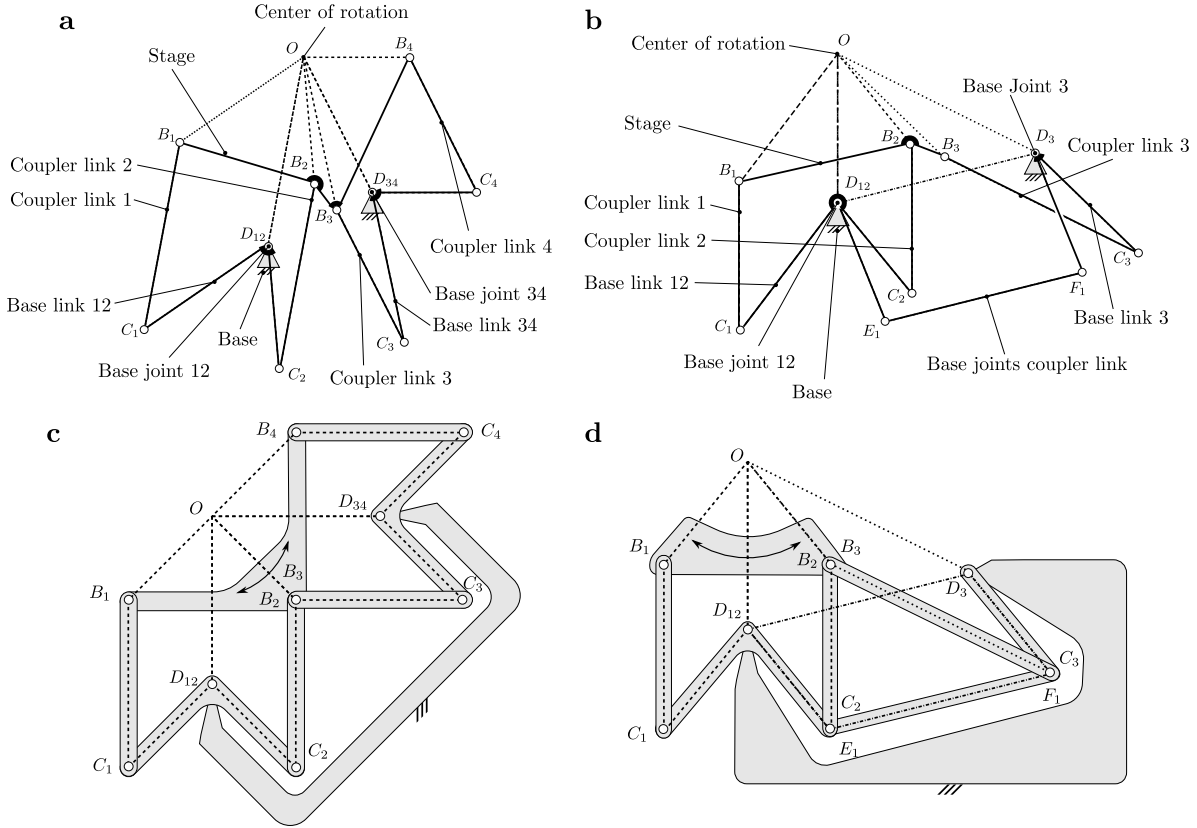 a
Center of rotation
O
B4
Stage
B1
Coupler link 2
B2
Coupler link 1
D34
C4
B3
D12
Coupler link 4
Base link 12
Base joint 34
C1
Base
Base link 34
C3
Base joint 12
C2
Coupler link 3
b
O
Center of rotation
Base Joint 3
Stage
B2
B3
D3
Coupler link 3
B1
D12
Coupler link 1
Coupler link 2
C3
Base link 12
C2
F1
C1
E1
Base link 3
Base joint 12
Base joints coupler link
Base
c
B4
C4
O
D34
B3
B1
B2
C3
D12
C1
C2
d
O
B1
B3
B2
D12
D3
C3
C2
F1
C1
E1